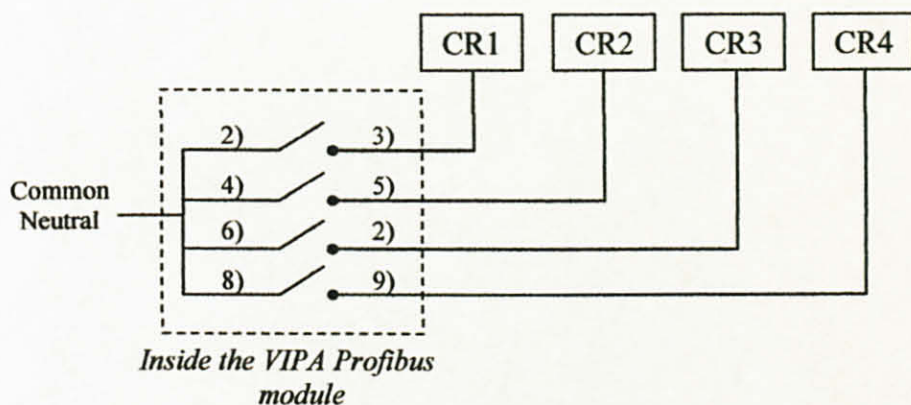 CR1 CR2 CR3 CR4
2) 3)
4) 5)
Common
Neutral
6) 2)
8) 9)
Inside the VIPA Profibus
module